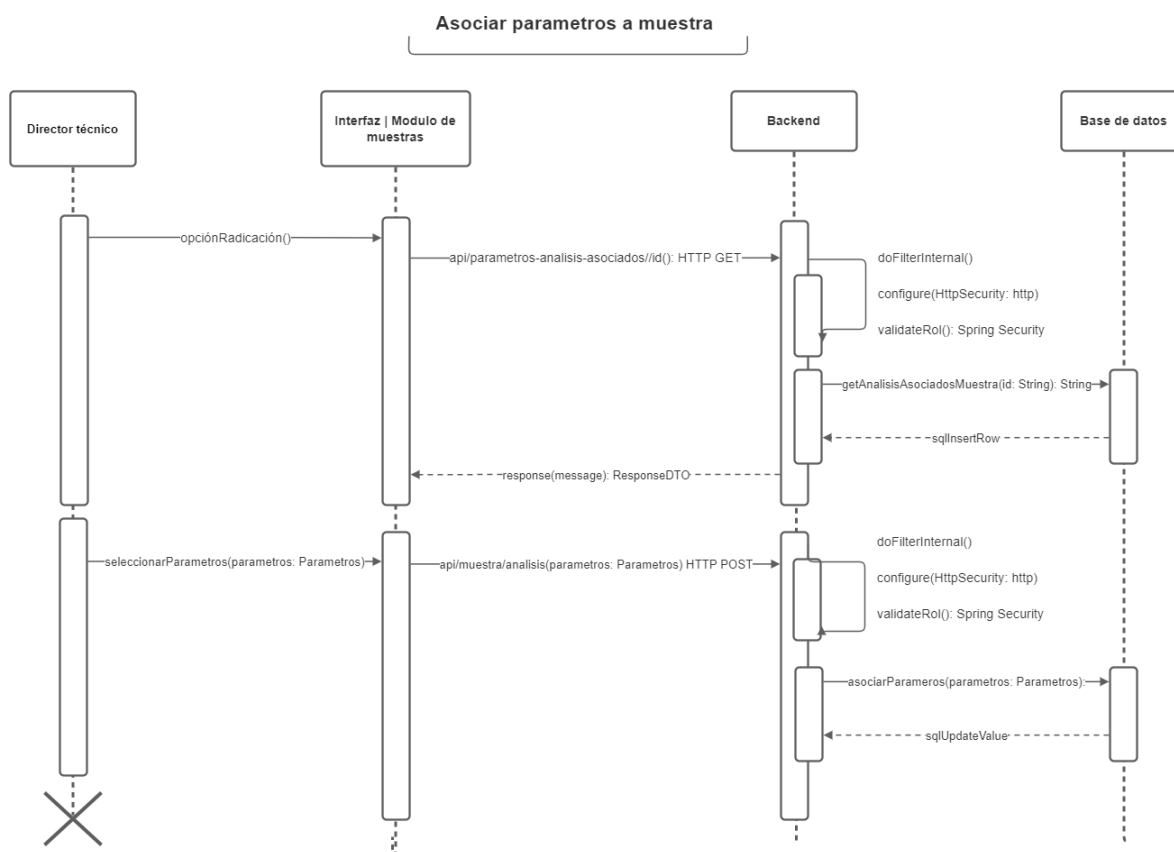 Asociar parametros a muestra
Director técnico
Interfaz | Modulo de
muestras
Backend
Base de datos
opciónRadicación()
api/parametros-analisis-asociados//id(): HTTP GET
doFilterInternal()
configure(HttpSecurity: http)
validateRol(): Spring Security
getAnalisisAsociadosMuestra(id: String): String
sqlInsertRow
response(message): ResponseDTO
seleccionarParametros(parametros: Parametros)
api/muestra/analisis(parametros: Parametros) HTTP POST
doFilterInternal()
configure(HttpSecurity: http)
validateRol(): Spring Security
asociarParameros(parametros: Parametros):
sqlUpdateValue